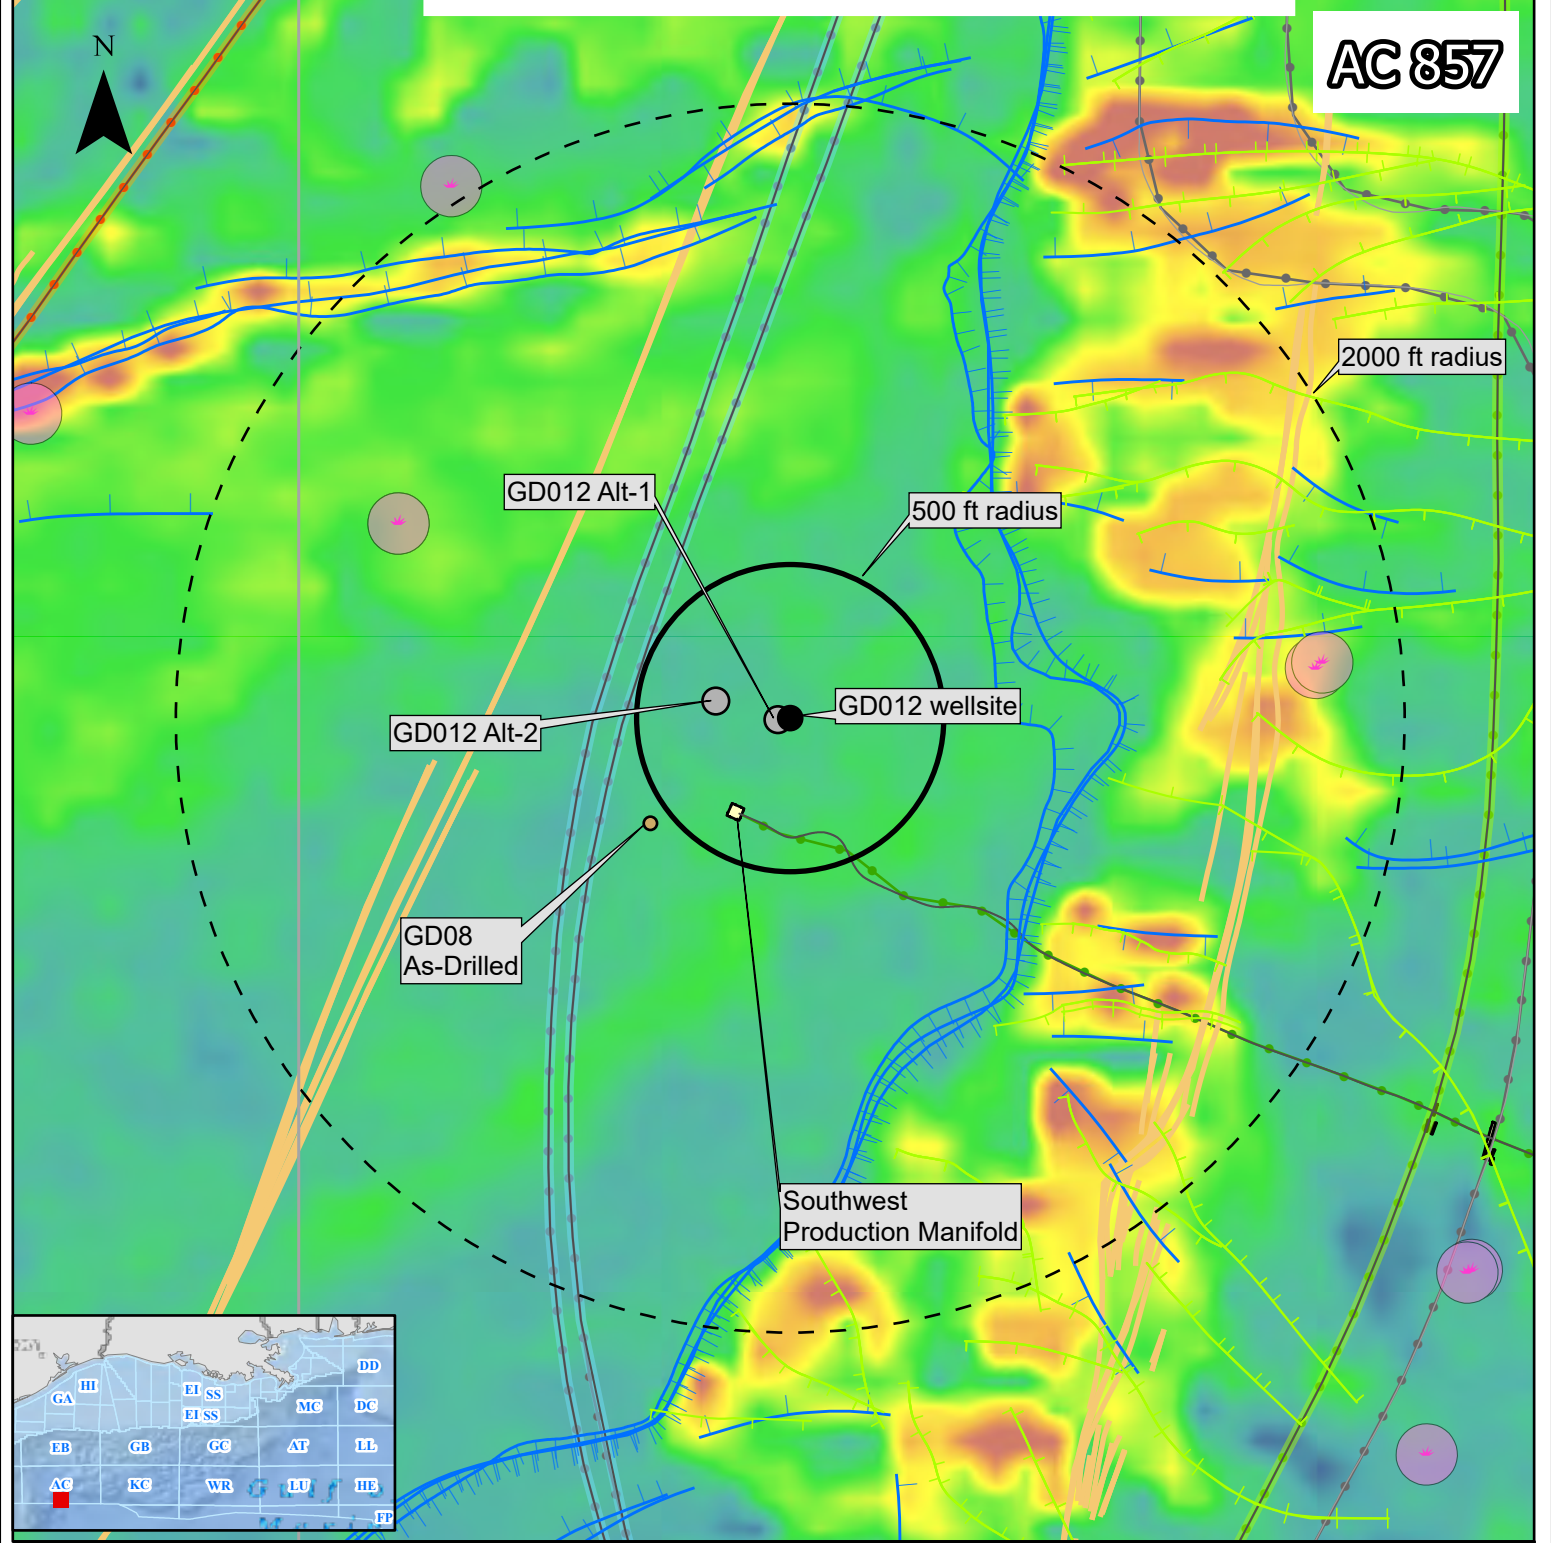 N
AC 857
2000 ft radius
GD012 Alt-1
500 ft radius
GD012 wellsite
GD012 Alt-2
GD08
As-Drilled
Southwest
Production Manifold
DD
HI
EI
SS
GA
MC
DC
EI
SS
EB
GB
GC
AT
LL
AC
KC
WR
LU
HE
FP